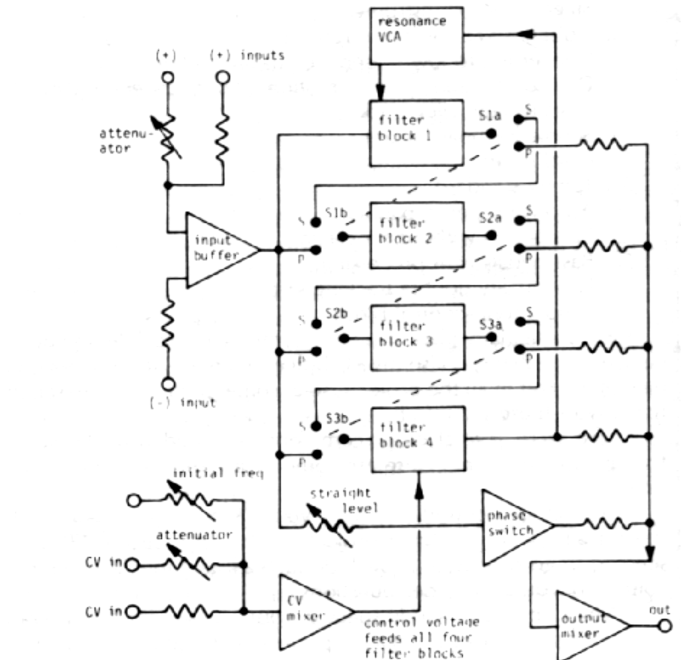 resonance
VCA
(+)
(+) inputs
attenu-
ator
filter
block 1
S1a
S
P
input
buffer
S
S1b
P
filter
block 2
S2a
S
P
S
S2b
P
filter
block 3
S3a
S
P
(-) input
S
S3b
P
filter
block 4
initial freq
straight
level
attenuator
phase
switch
CV in
CV in
CV
mixer
control voltage
feeds all four
filter blocks
output
mixer
out